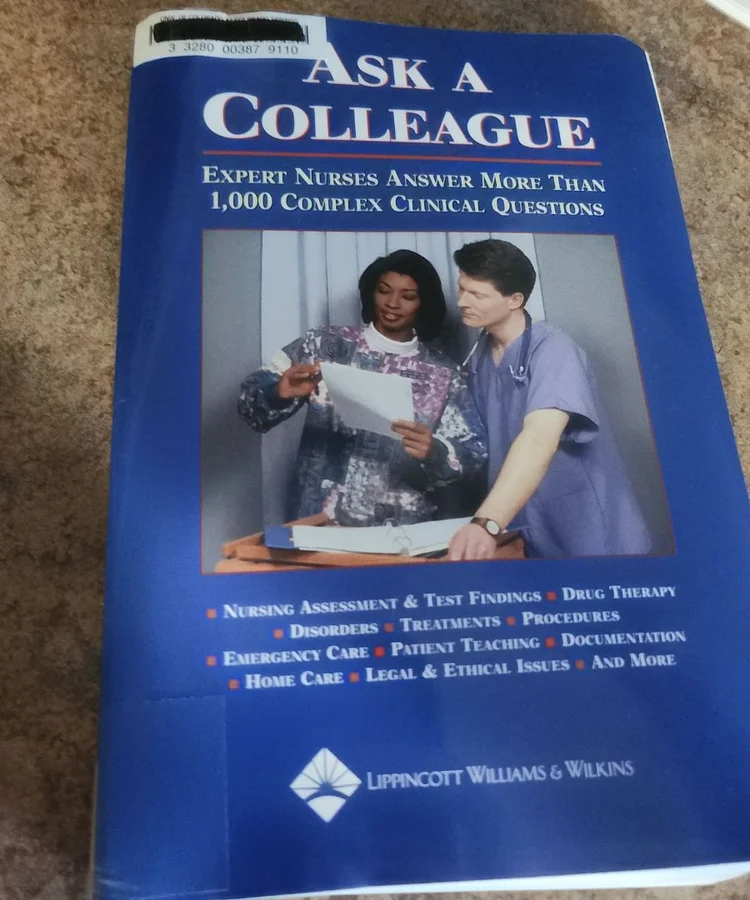 3 3280 00387 9110
ASK A
COLLEAGUE
EXPERT NURSES ANSWER MORE THAN
1,000 COMPLEX CLINICAL QUESTIONS
▪ NURSING ASSESSMENT & TEST FINDINGS ▪ DRUG THERAPY
▪ DISORDERS ▪ TREATMENTS ▪ PROCEDURES
▪ EMERGENCY CARE ▪ PATIENT TEACHING ▪ DOCUMENTATION
▪ HOME CARE ▪ LEGAL & ETHICAL ISSUES ▪ AND MORE
LIPPINCOTT WILLIAMS & WILKINS